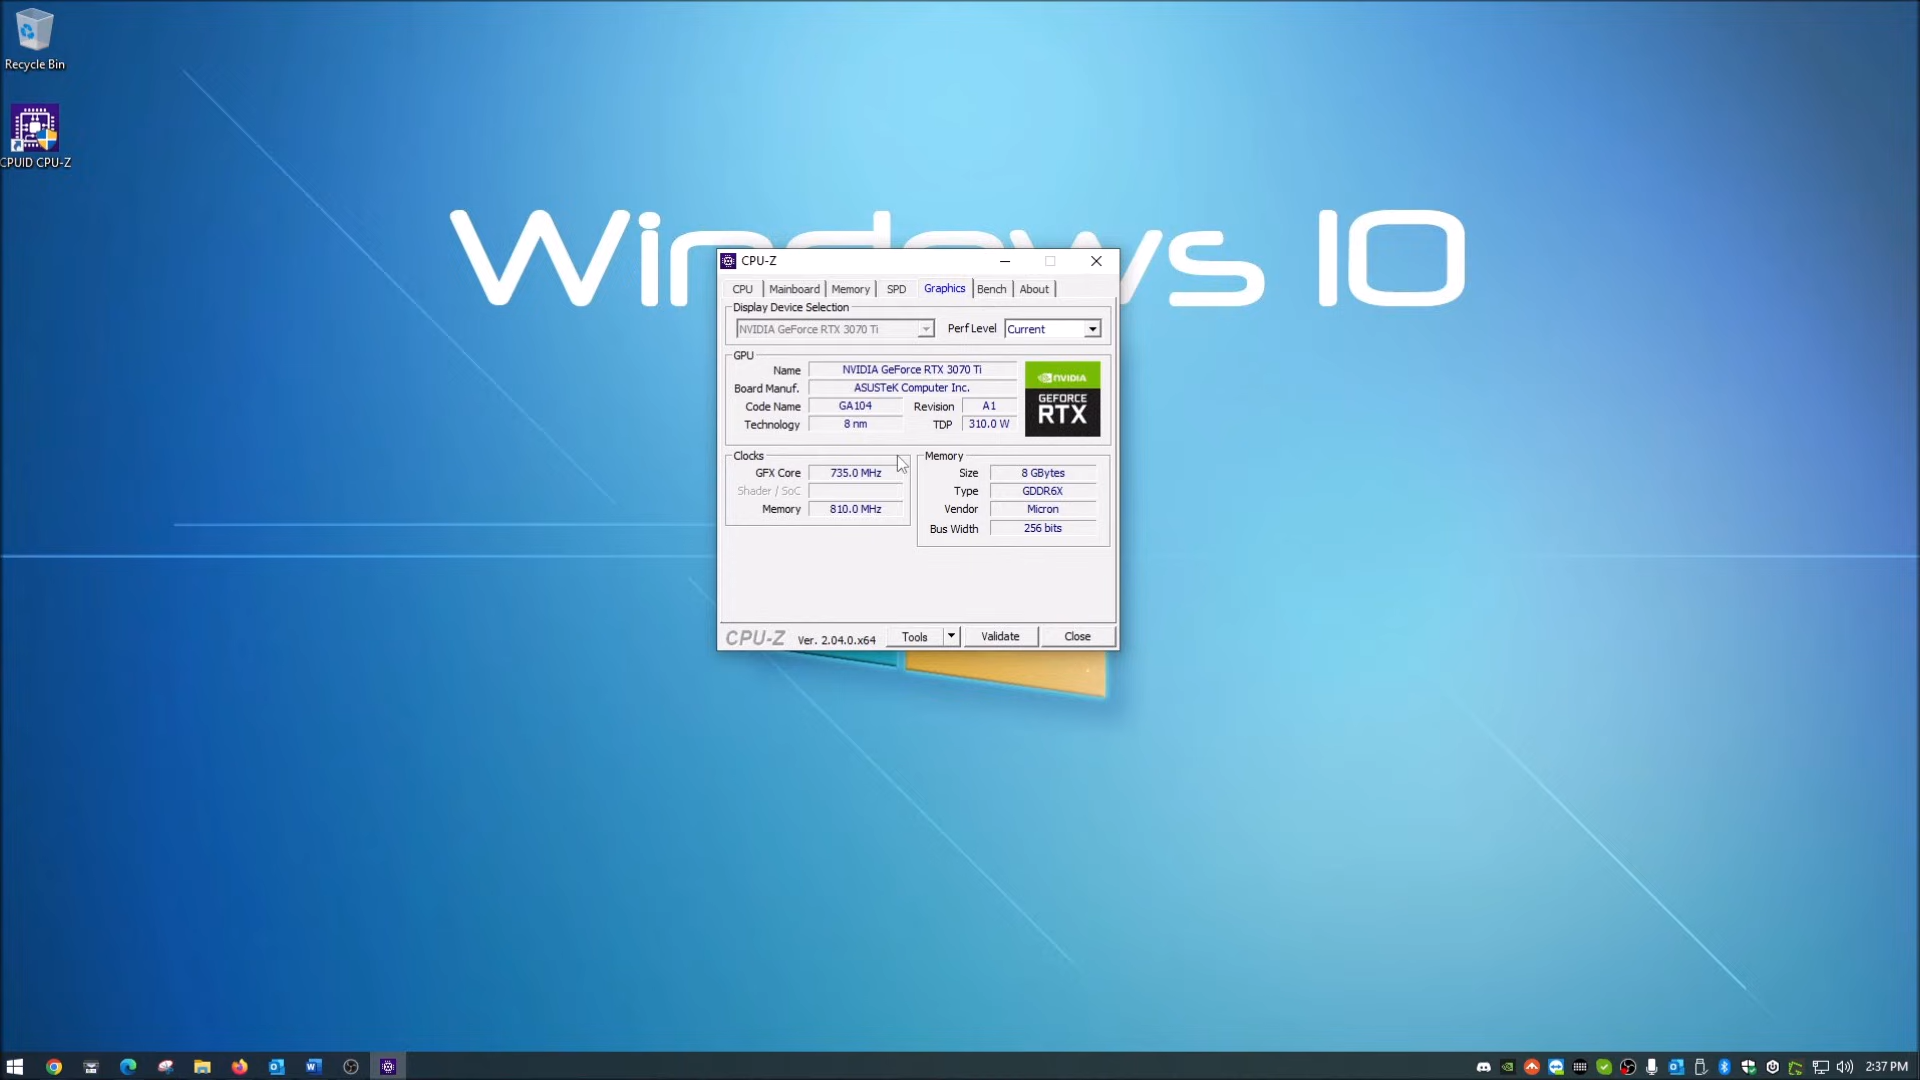 Recycle Bin
CPUID CPU-Z
Windows 10
CPU-Z
CPU Mainboard Memory SPD Graphics Bench About
Display Device Selection
NVIDIA GeForce RTX 3070 Ti Perf Level Current
GPU
Name NVIDIA GeForce RTX 3070 Ti
Board Manuf. ASUSTeK Computer Inc.
Code Name GA104 Revision A1
Technology 8 nm TDP 310.0 W
NVIDIA
GEFORCE
RTX
Clocks
GFX Core 735.0 MHz
Shader / SoC
Memory 810.0 MHz
Memory
Size 8 GBytes
Type GDDR6X
Vendor Micron
Bus Width 256 bits
CPU-Z Ver. 2.04.0.x64 Tools Validate Close
2:37 PM